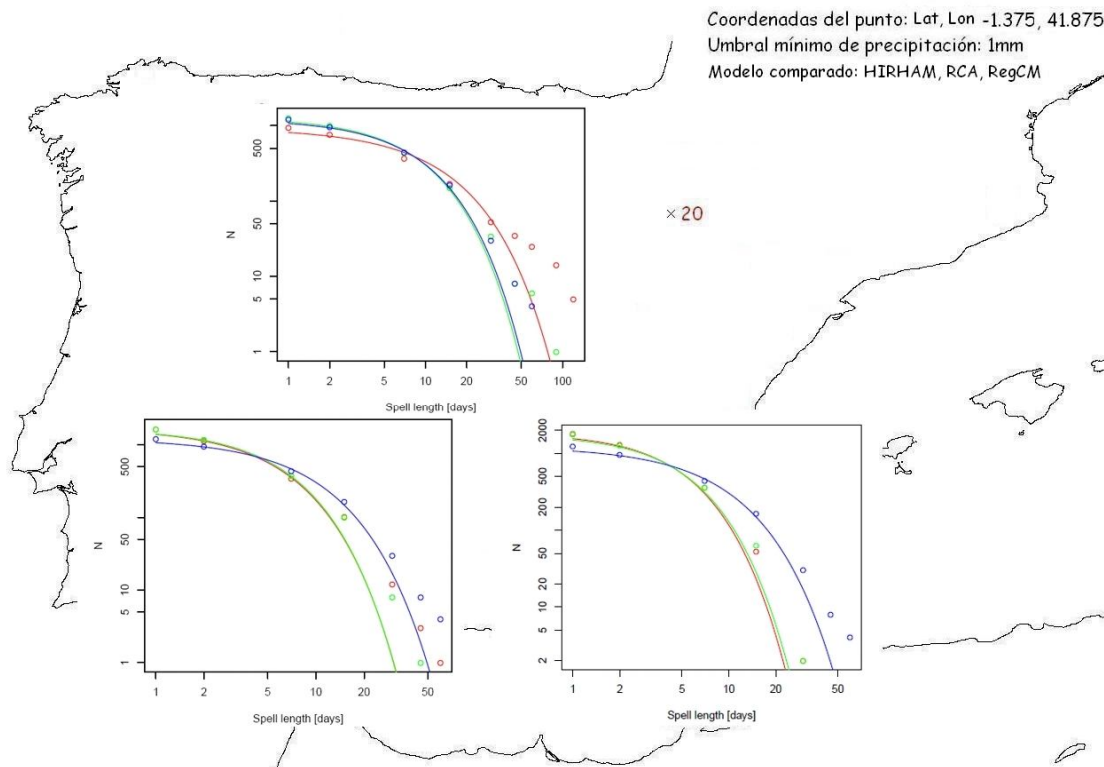 Coordenadas del punto: Lat, Lon -1.375, 41.875
Umbral mínimo de precipitación: 1mm
Modelo comparado: HIRHAM, RCA, RegCM
500
50
10
5
1
N
1 2 5 10 20 50 100
Spell length [days]
× 20
500
50
10
5
1
N
1 2 5 10 20 50
Spell length [days]
2000
1000
500
200
50
20
10
5
2
N
1 2 5 10 20 50
Spell length [days]